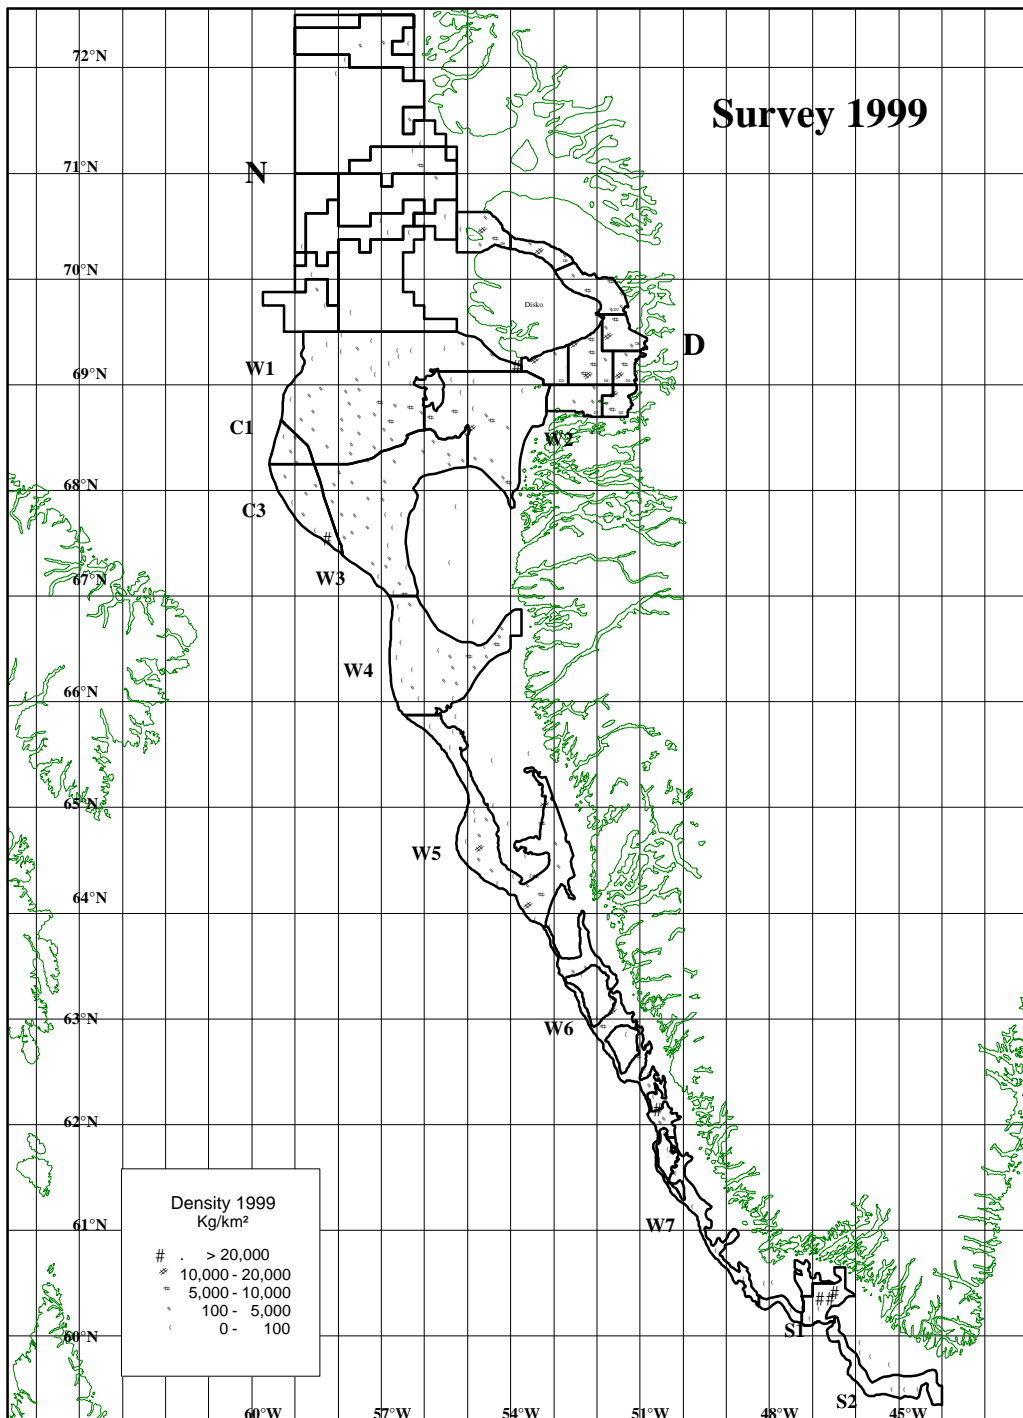 72°N
Survey 1999
71°N
N
70°N
Disko
D
W1
69°N
C1
W2
68°N
C3
67°N
W3
W4
66°N
65°N
W5
64°N
63°N
W6
62°N
Density 1999
Kg/km²
# . > 20,000
10,000 - 20,000
5,000 - 10,000
100 - 5,000
0 - 100
61°N
W7
60°N
S1
S2
60°W 57°W 54°W 51°W 48°W 45°W